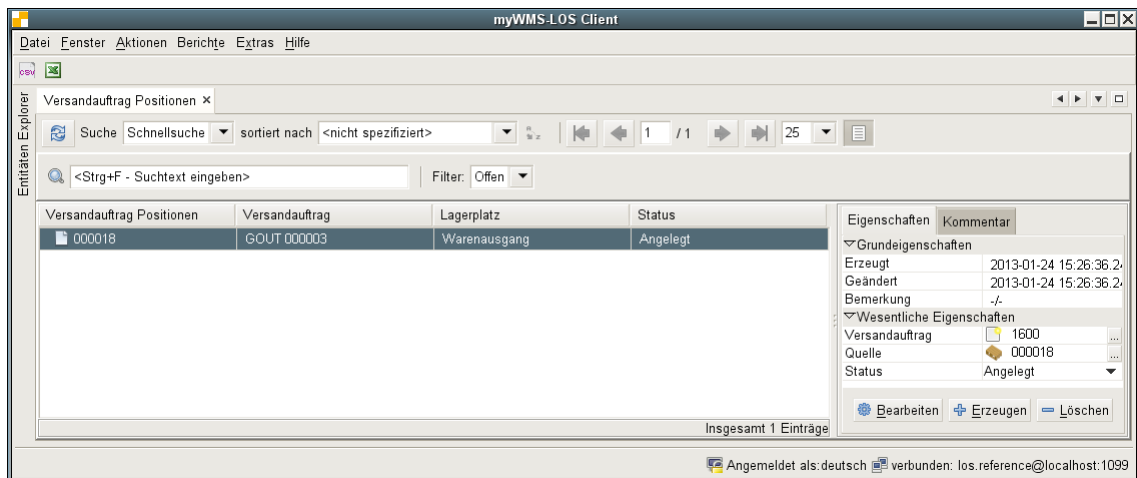 myWMS-LOS Client
Datei Fenster Aktionen Berichte Extras Hilfe
csv
Entitäten Explorer
Versandauftrag Positionen ×
Suche Schnellsuche sortiert nach <nicht spezifiziert> 1 / 1 25
<Strg+F - Suchtext eingeben> Filter: Offen
Versandauftrag Positionen Versandauftrag Lagerplatz Status
000018 GOUT 000003 Warenausgang Angelegt
Insgesamt 1 Einträge
Eigenschaften Kommentar
Grundeigenschaften
Erzeugt 2013-01-24 15:26:36.2
Geändert 2013-01-24 15:26:36.2
Bemerkung -/-
Wesentliche Eigenschaften
Versandauftrag 1600 ...
Quelle 000018 ...
Status Angelegt
Bearbeiten Erzeugen Löschen
Angemeldet als:deutsch verbunden: los.reference@localhost:1099